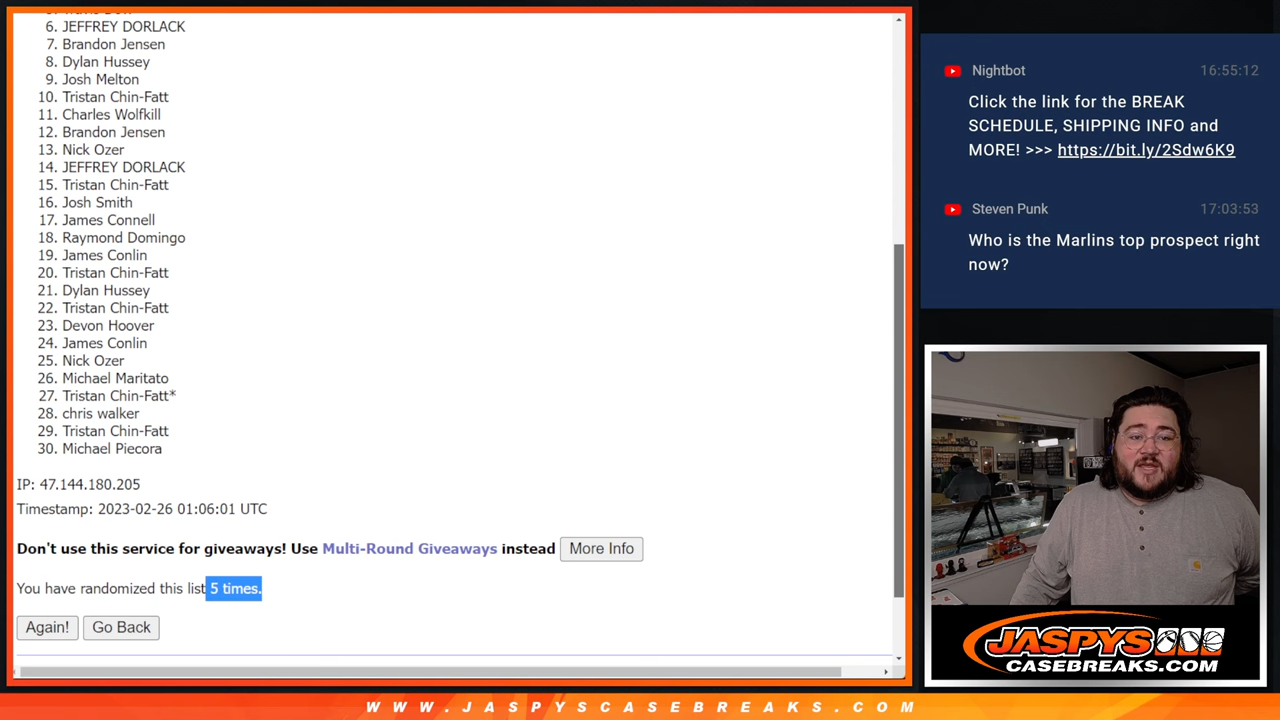 6. JEFFREY DORLACK
7. Brandon Jensen
8. Dylan Hussey
9. Josh Melton
10. Tristan Chin-Fatt
11. Charles Wolfkill
12. Brandon Jensen
13. Nick Ozer
14. JEFFREY DORLACK
15. Tristan Chin-Fatt
16. Josh Smith
17. James Connell
18. Raymond Domingo
19. James Conlin
20. Tristan Chin-Fatt
21. Dylan Hussey
22. Tristan Chin-Fatt
23. Devon Hoover
24. James Conlin
25. Nick Ozer
26. Michael Maritato
27. Tristan Chin-Fatt*
28. chris walker
29. Tristan Chin-Fatt
30. Michael Piecora
IP: 47.144.180.205
Timestamp: 2023-02-26 01:06:01 UTC
Don't use this service for giveaways! Use Multi-Round Giveaways instead More Info
You have randomized this list 5 times.
Again! Go Back
Nightbot 16:55:12
Click the link for the BREAK
SCHEDULE, SHIPPING INFO and
MORE! >>> https://bit.ly/2Sdw6K9
Steven Punk 17:03:53
Who is the Marlins top prospect right
now?
JASPYS
CASEBREAKS.COM
WWW.JASPYSCASEBREAKS.COM